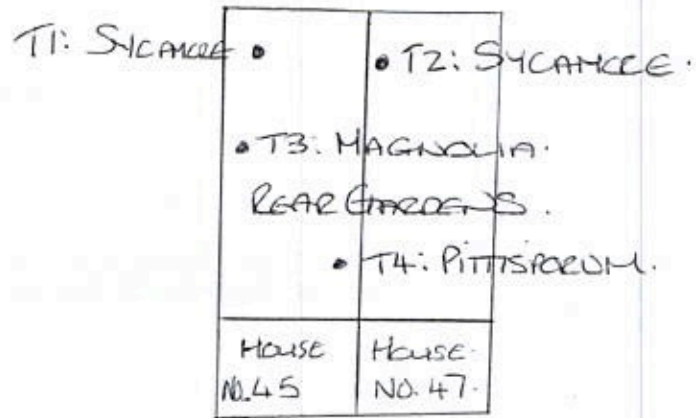 T1: SYCAMORE
T2: SYCAMORE.
T3: MAGNOLIA.
REAR GARDENS.
T4: PITTISPORUM.
HOUSE
NO.45
HOUSE
NO. 47.